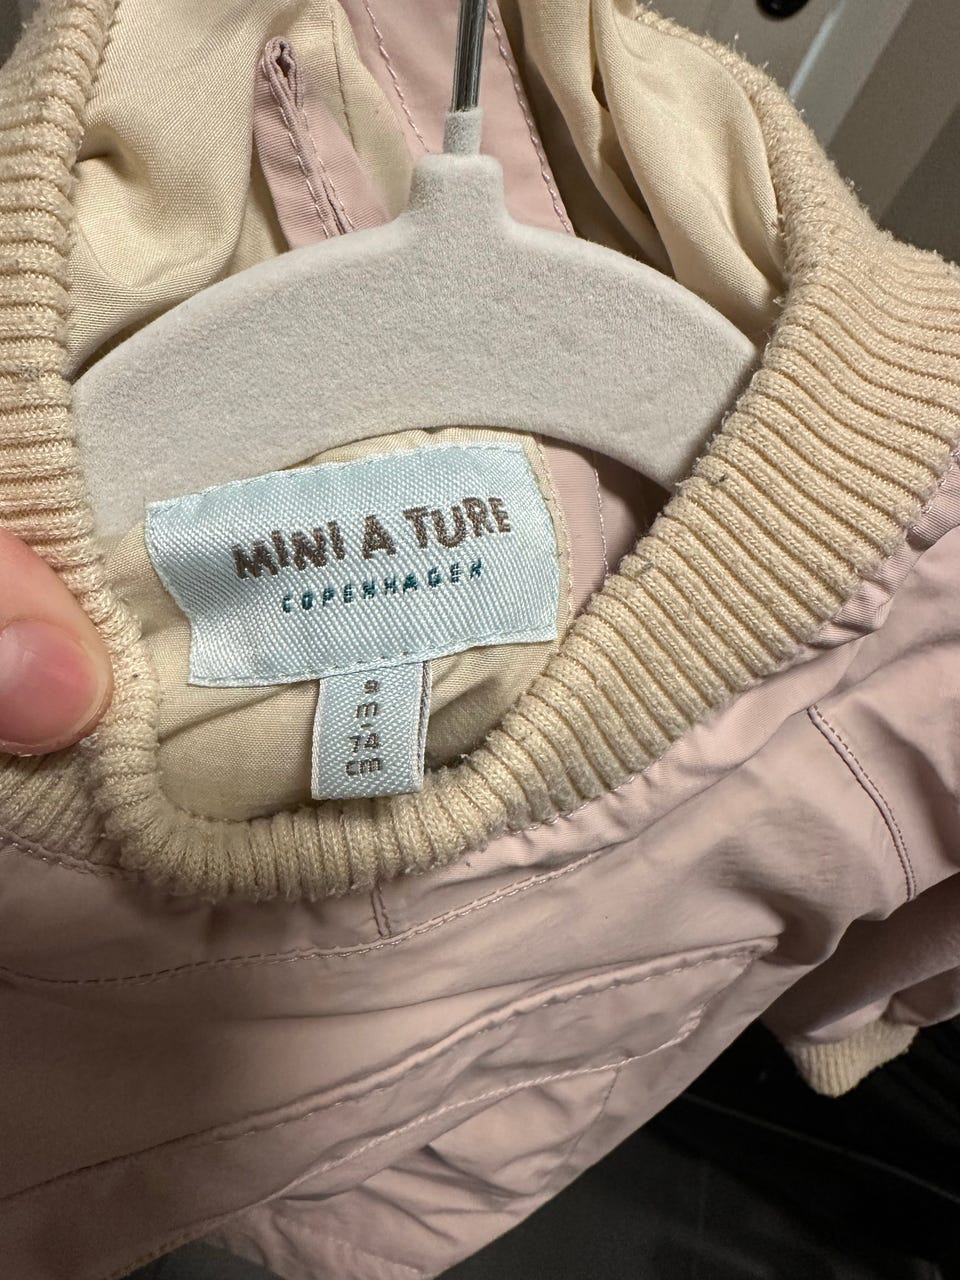 MINI A TURE
COPENHAGEN
9
m
-
74
cm